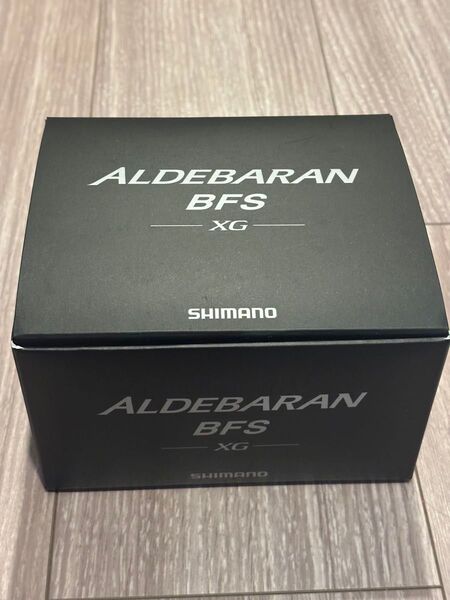 ALDEBARAN
BFS
XG
SHIMANO
ALDEBARAN
BFS
XG
SHIMANO